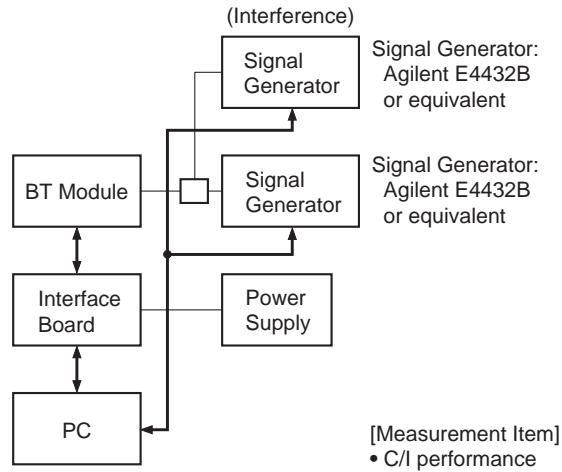 (Interference)
Signal
Generator
Signal Generator:
Agilent E4432B
or equivalent
BT Module
Signal
Generator
Signal Generator:
Agilent E4432B
or equivalent
Interface
Board
Power
Supply
PC
[Measurement Item]
• C/I performance